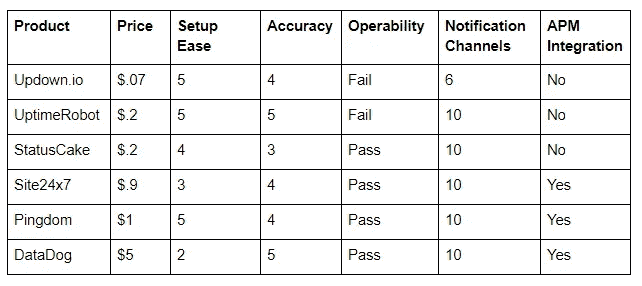 Product Price Setup Ease Accuracy Operability Notification Channels APM Integration
Updown.io $.07 5 4 Fail 6 No
UptimeRobot $.2 5 5 Fail 10 No
StatusCake $.2 4 3 Pass 10 No
Site24x7 $.9 3 4 Pass 10 Yes
Pingdom $1 5 4 Pass 10 Yes
DataDog $5 2 5 Pass 10 Yes